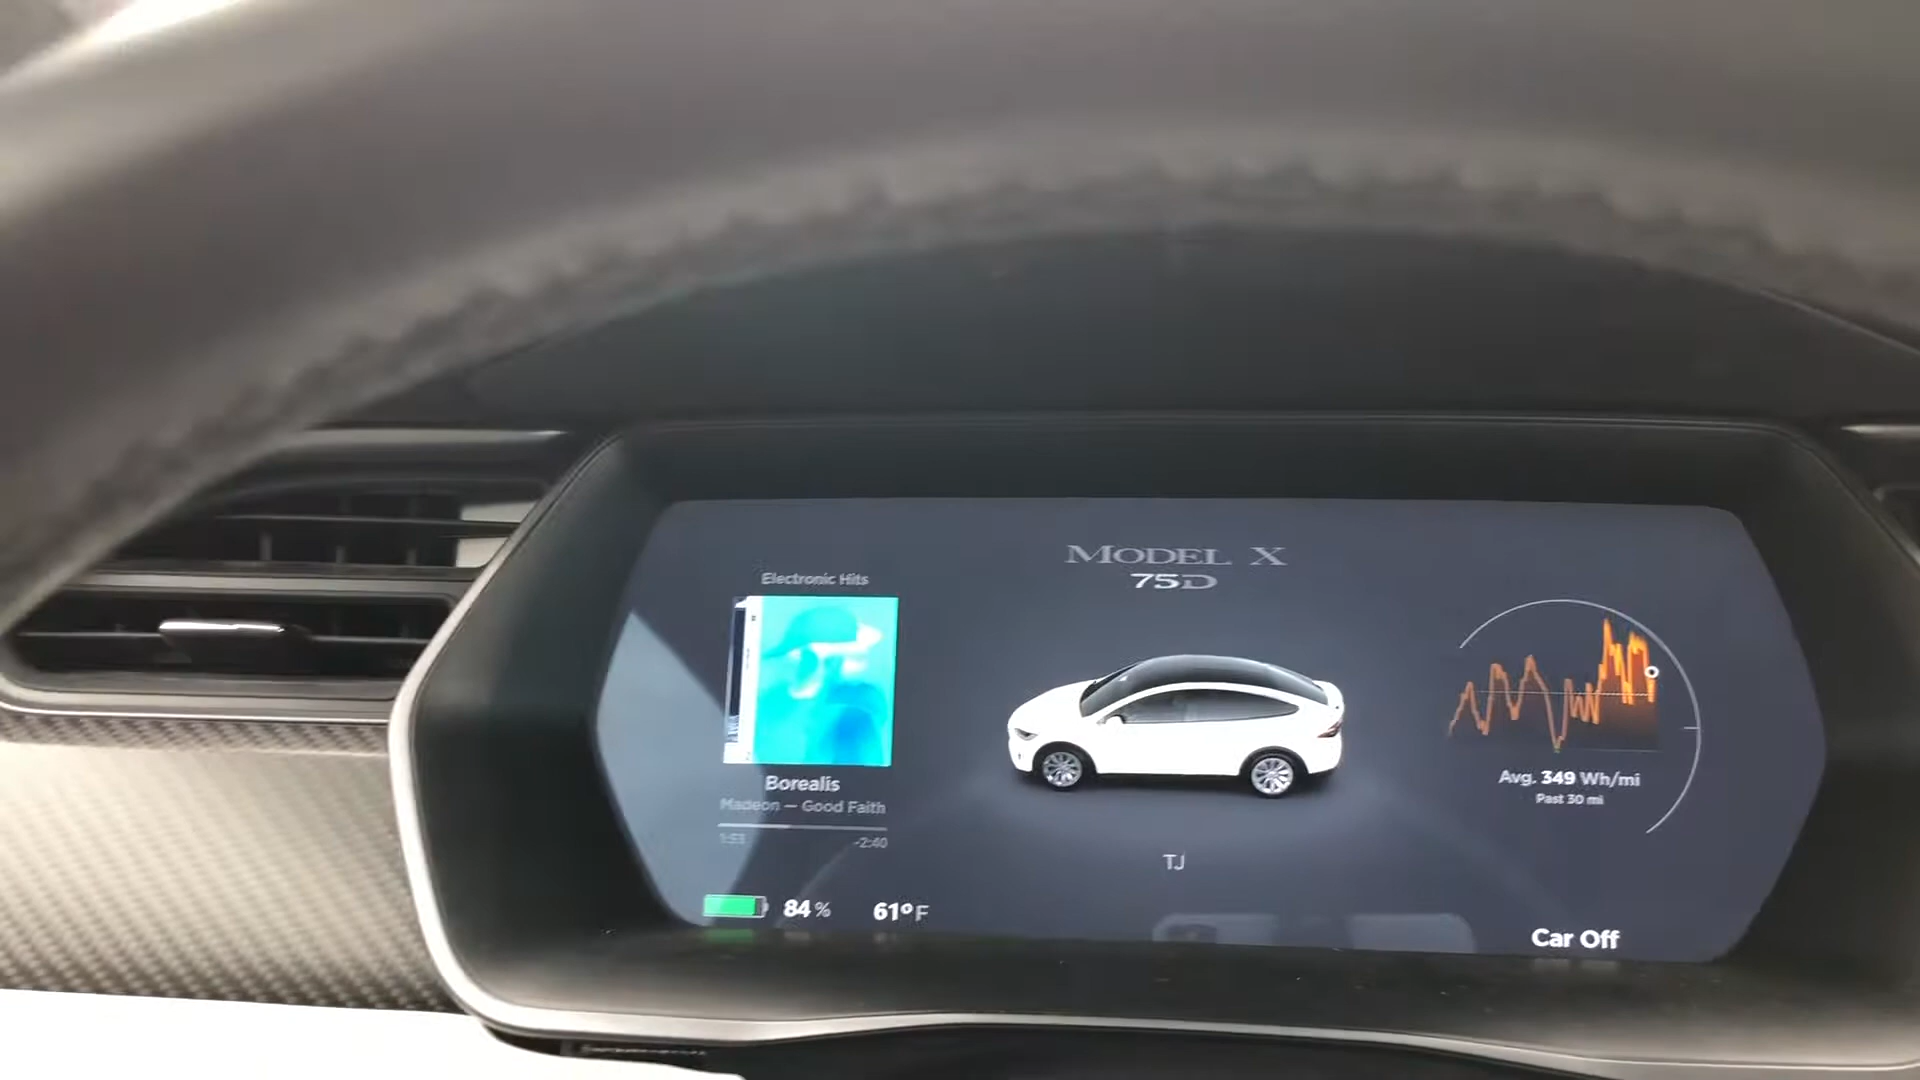 MODEL X
75D
Electronic Hits
Borealis
Madeon — Good Faith
1:53
-2:40
84 %
61°F
TJ
Avg. 349 Wh/mi
Past 30 mi
Car Off